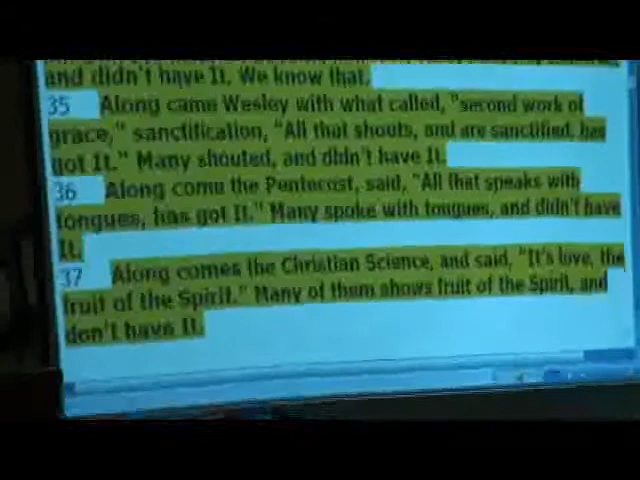 and didn't have It. We know that.
35 Along came Wesley with what called, "second work of
grace," sanctification, "All that shouts, and are sanctified, has
got It." Many shouted, and didn't have It.
36 Along come the Pentecost, said, "All that speaks with
tongues, has got It." Many spoke with tongues, and didn't have
It.
37 Along comes the Christian Science, and said, "It's love, the
fruit of the Spirit." Many of them shows fruit of the Spirit, and
don't have It.